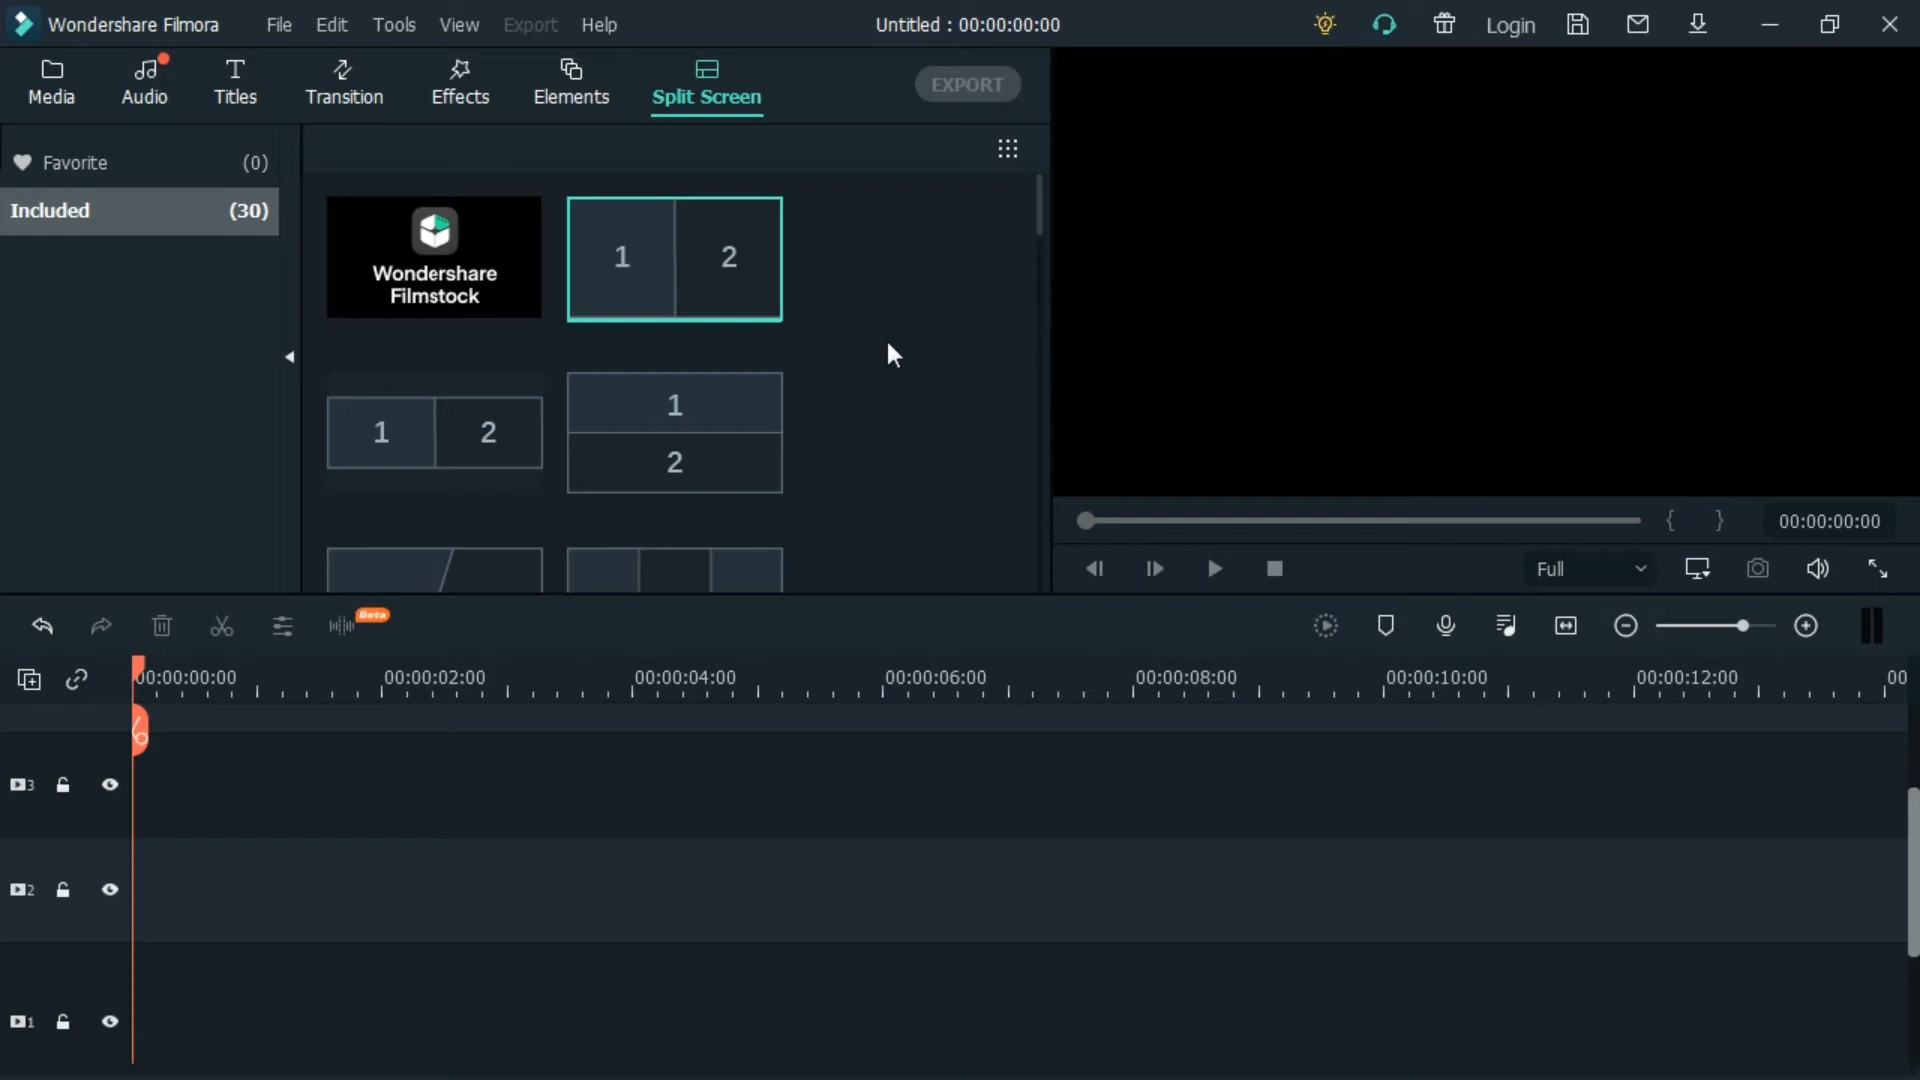 Wondershare Filmora File Edit Tools View Export Help Untitled : 00:00:00:00 Login
Media Audio Titles Transition Effects Elements Split Screen EXPORT
Favorite (0)
Included (30)
Wondershare
Filmstock
1 2
1 2
1
2
00:00:00:00
Full
Beta
00:00:00:00 00:00:02:00 00:00:04:00 00:00:06:00 00:00:08:00 00:00:10:00 00:00:12:00 00
3
2
1